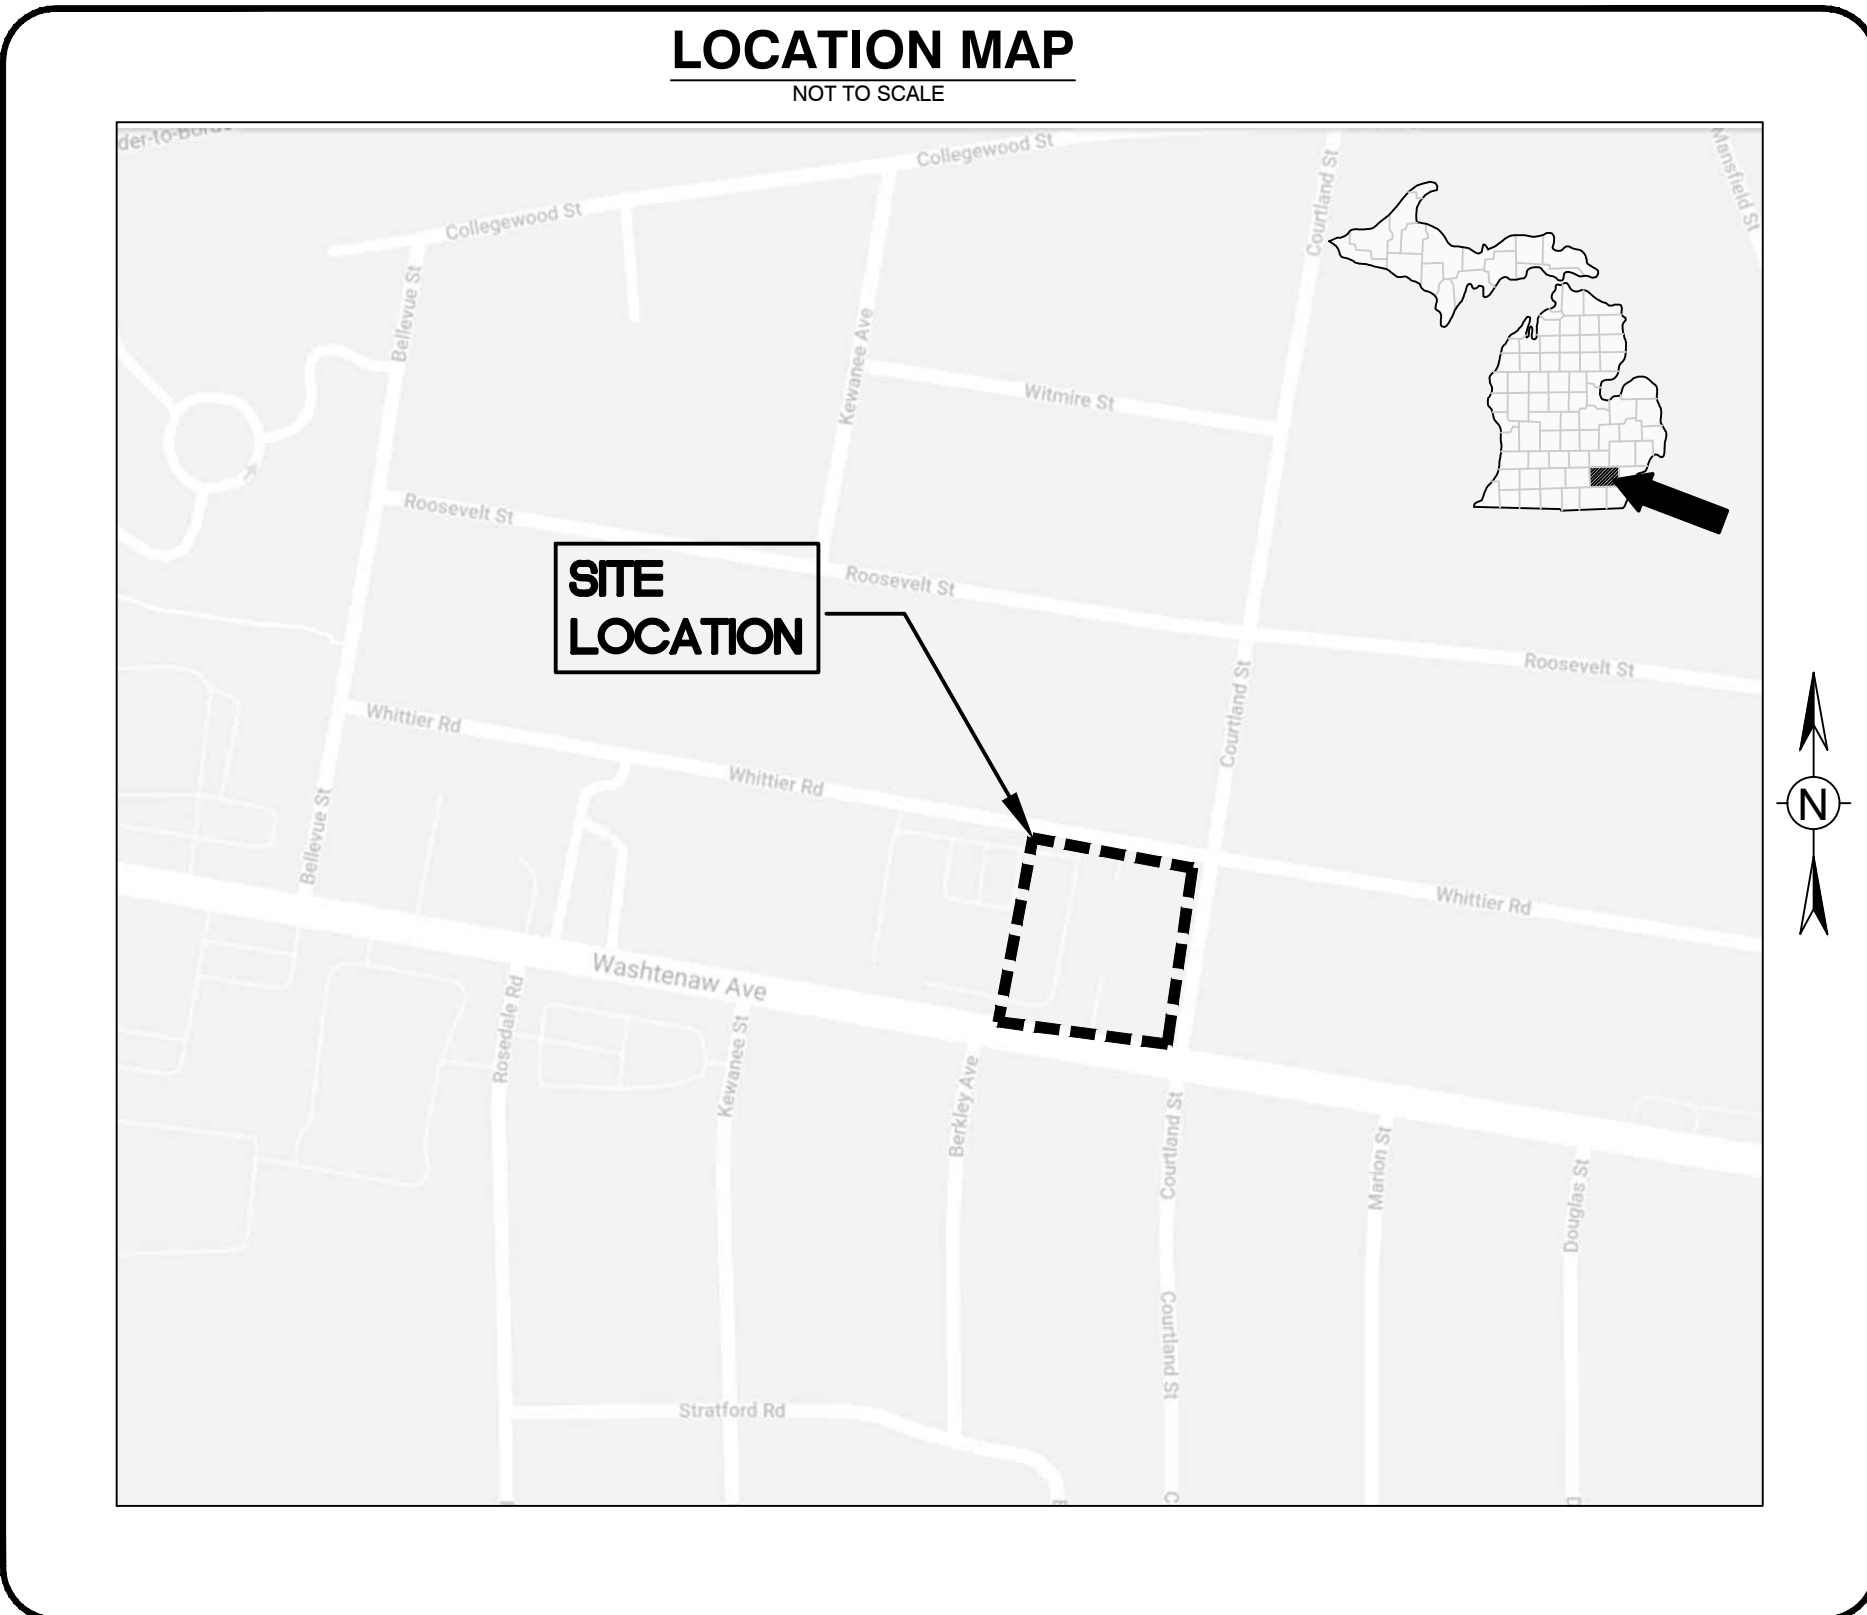 LOCATION MAP
NOT TO SCALE
Collegewood St
Mansfield St
Courtland St
Collegewood St
Bellevue St
Kewanee Ave
Witmire St
Roosevelt St
SITE
LOCATION
Roosevelt St
Roosevelt St
Courtland St
Whittier Rd
Whittier Rd
N
Bellevue St
Whittier Rd
Washtenaw Ave
Rosedale Rd
Kewanee St
Berkley Ave
Courtland St
Marion St
Douglas St
Courtland St
Stratford Rd